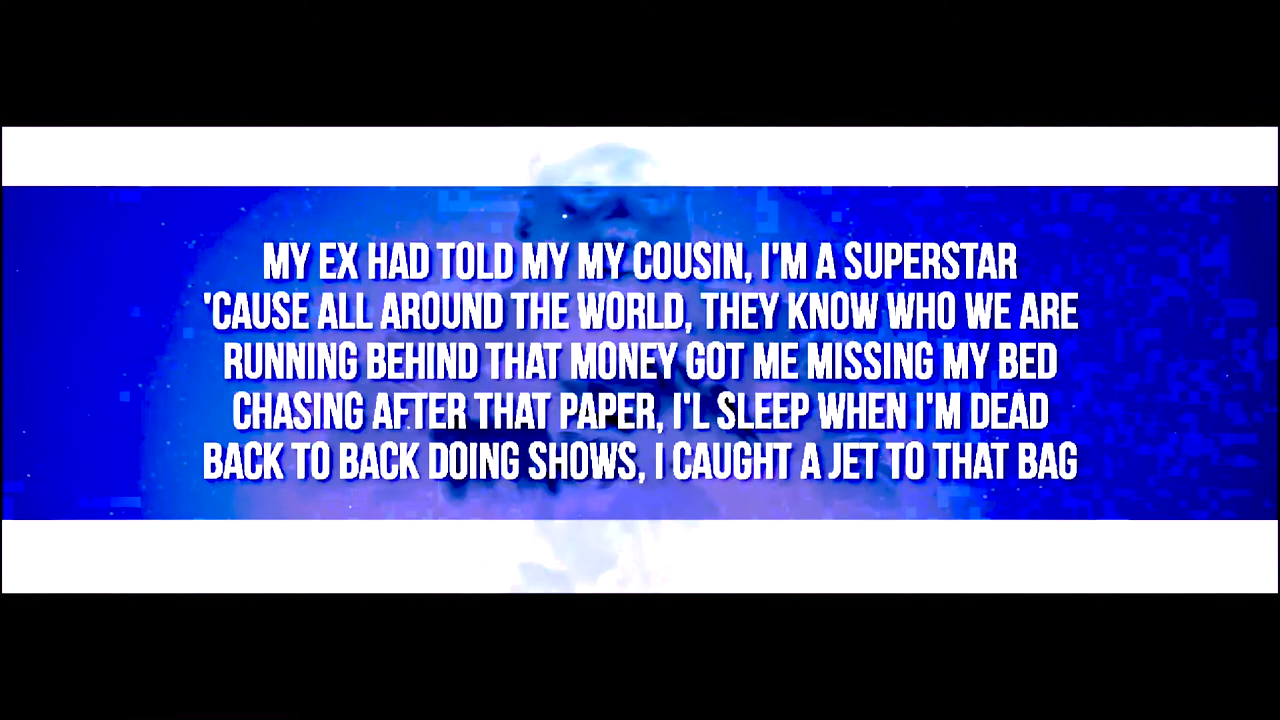 MY EX HAD TOLD MY MY COUSIN, I'M A SUPERSTAR
'CAUSE ALL AROUND THE WORLD, THEY KNOW WHO WE ARE
RUNNING BEHIND THAT MONEY GOT ME MISSING MY BED
CHASING AFTER THAT PAPER, I'L SLEEP WHEN I'M DEAD
BACK TO BACK DOING SHOWS, I CAUGHT A JET TO THAT BAG